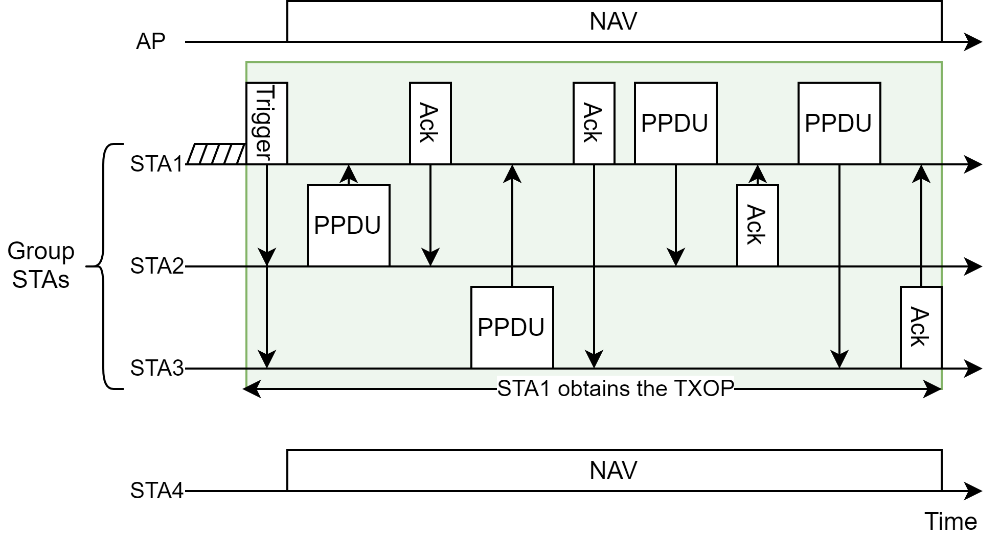 NAV
AP
Trigger
Ack
Ack
PPDU
PPDU
STA1
PPDU
Ack
Group
STAs
STA2
PPDU
Ack
STA3
STA1 obtains the TXOP
NAV
STA4
Time